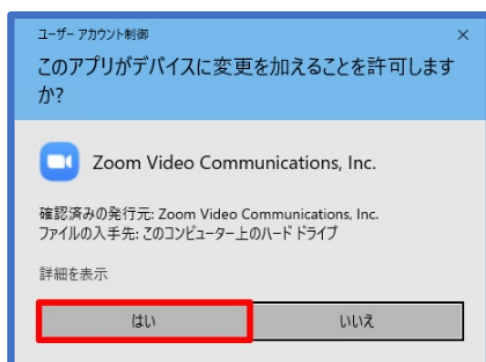 ユーザー アカウント制御
×
このアプリがデバイスに変更を加えることを許可します
か?
Zoom Video Communications, Inc.
確認済みの発行元: Zoom Video Communications, Inc.
ファイルの入手先: このコンピューター上のハード ドライブ
詳細を表示
はい
いいえ